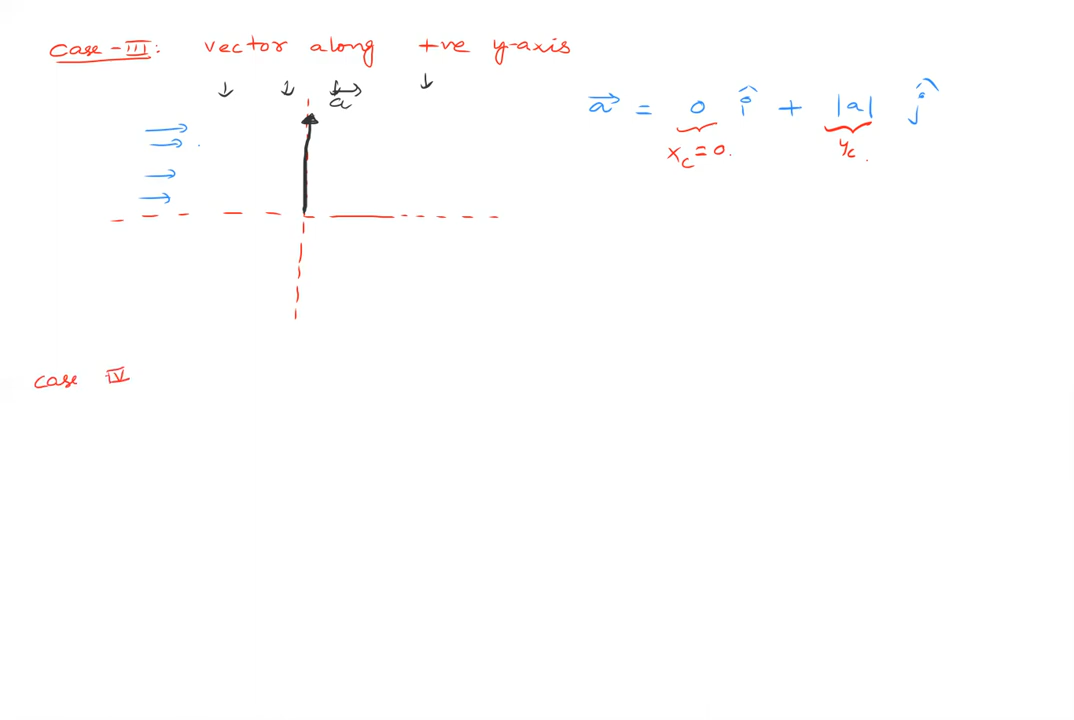 Case-III: vector along +ve y-axis
a⃗
a⃗ = 0 î + |a| ĵ
x_c = 0. y_c.
case IV